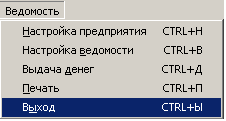 Ведомость
Настройка предприятия CTRL+Н
Настройка ведомости CTRL+В
Выдача денег CTRL+Д
Печать CTRL+П
Выход CTRL+Ы